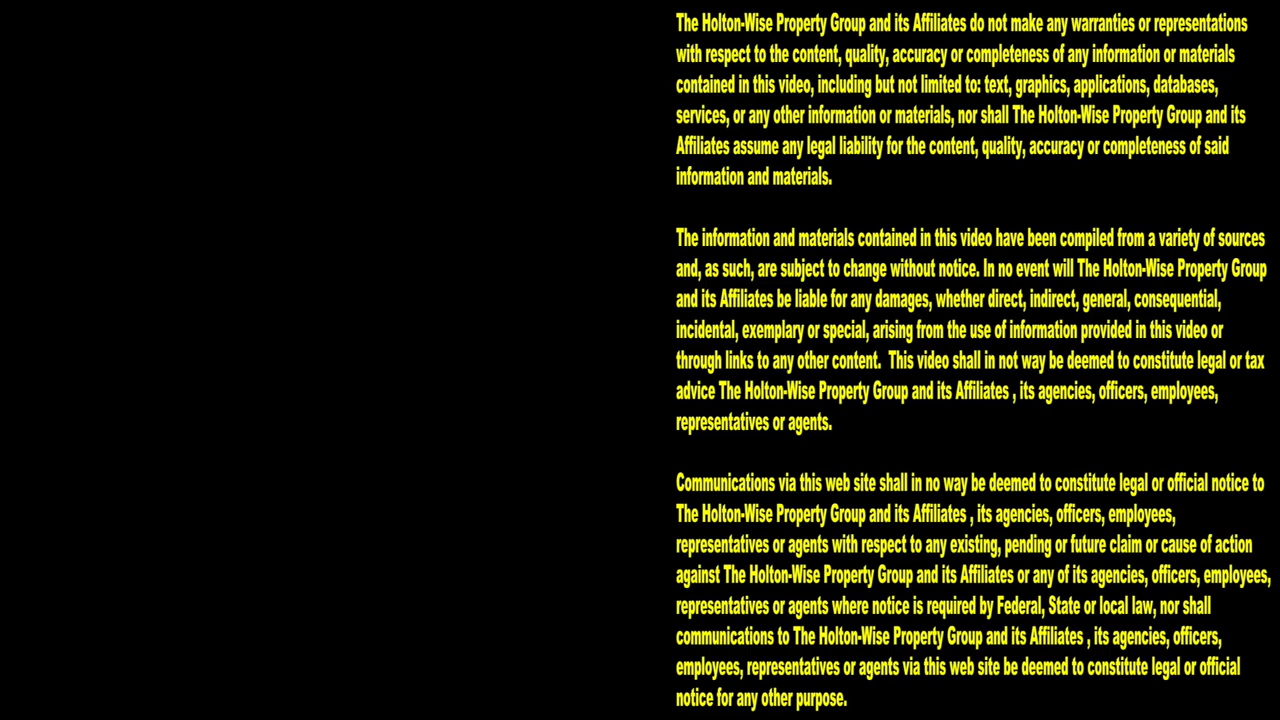 The Holton-Wise Property Group and its Affiliates do not make any warranties or representations
with respect to the content, quality, accuracy or completeness of any information or materials
contained in this video, including but not limited to: text, graphics, applications, databases,
services, or any other information or materials, nor shall The Holton-Wise Property Group and its
Affiliates assume any legal liability for the content, quality, accuracy or completeness of said
information and materials.
The information and materials contained in this video have been compiled from a variety of sources
and, as such, are subject to change without notice. In no event will The Holton-Wise Property Group
and its Affiliates be liable for any damages, whether direct, indirect, general, consequential,
incidental, exemplary or special, arising from the use of information provided in this video or
through links to any other content.  This video shall in not way be deemed to constitute legal or tax
advice The Holton-Wise Property Group and its Affiliates , its agencies, officers, employees,
representatives or agents.
Communications via this web site shall in no way be deemed to constitute legal or official notice to
The Holton-Wise Property Group and its Affiliates , its agencies, officers, employees,
representatives or agents with respect to any existing, pending or future claim or cause of action
against The Holton-Wise Property Group and its Affiliates or any of its agencies, officers, employees,
representatives or agents where notice is required by Federal, State or local law, nor shall
communications to The Holton-Wise Property Group and its Affiliates , its agencies, officers,
employees, representatives or agents via this web site be deemed to constitute legal or official
notice for any other purpose.